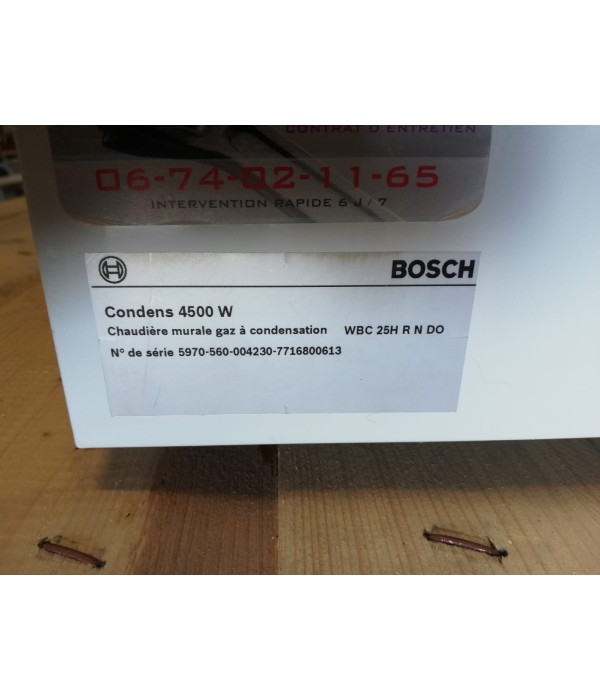 CONTRAT D'ENTRETIEN
06-74-02-11-65
INTERVENTION RAPIDE 6 J / 7
BOSCH
Condens 4500 W
Chaudière murale gaz à condensation WBC 25H R N DO
N° de série 5970-560-004230-7716800613